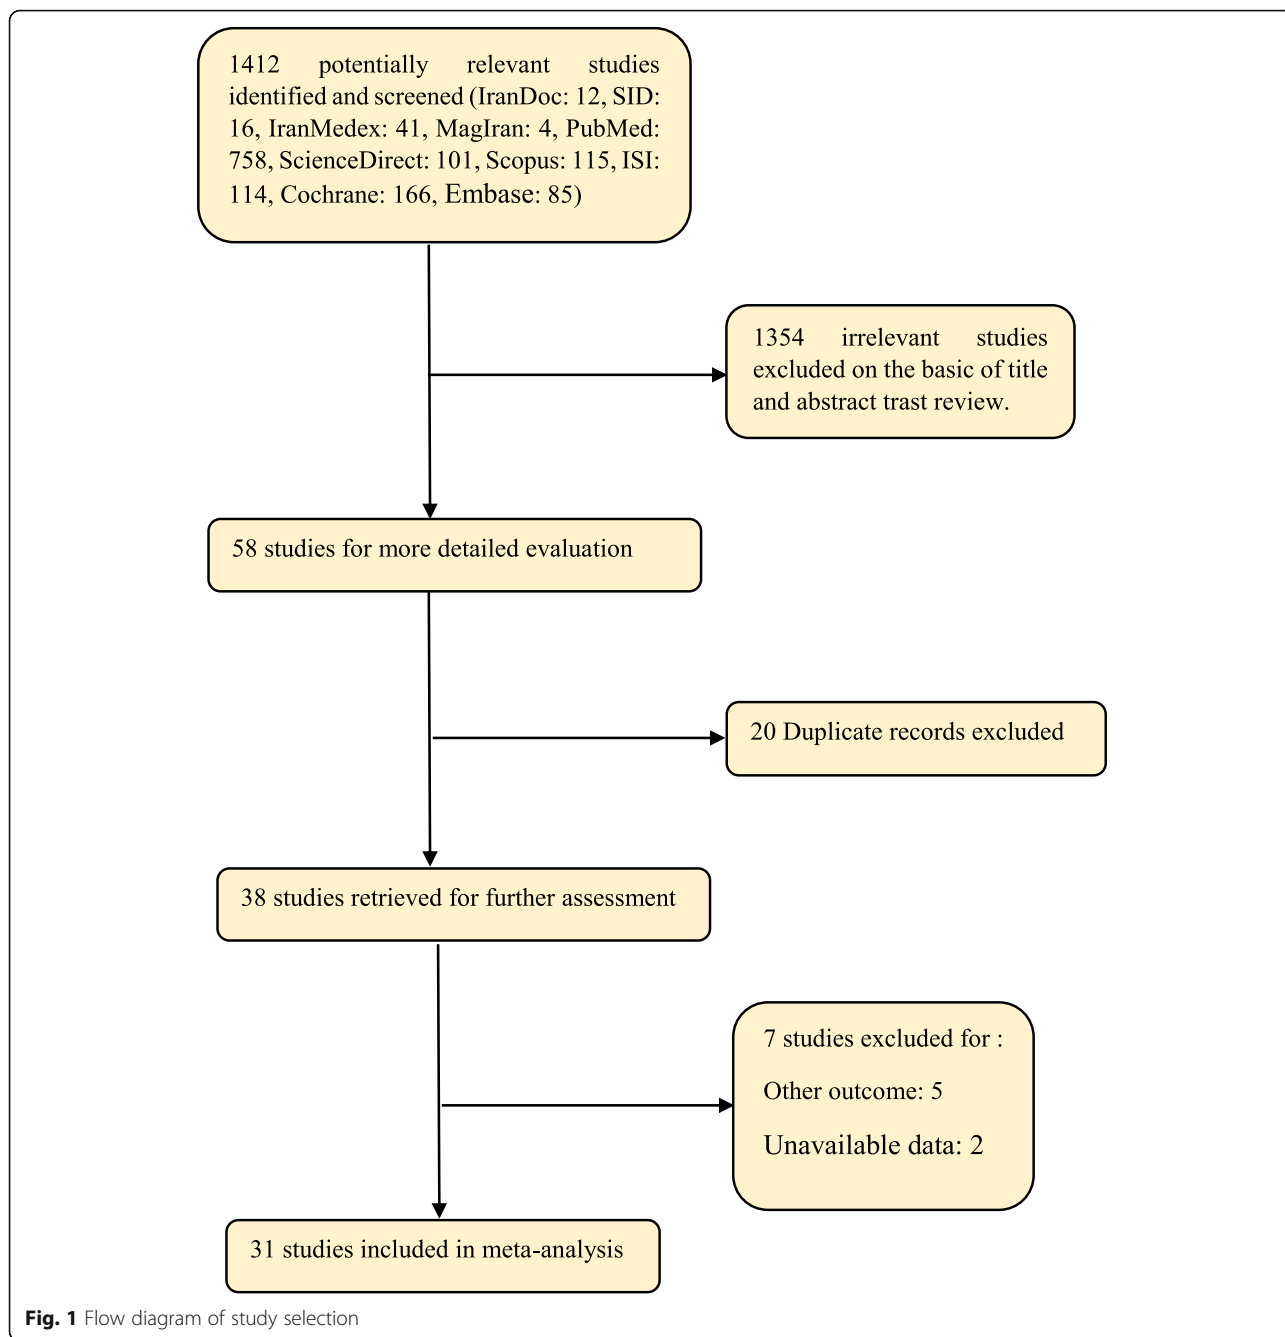 1412 potentially relevant studies
identified and screened (IranDoc: 12, SID:
16, IranMedex: 41, MagIran: 4, PubMed:
758, ScienceDirect: 101, Scopus: 115, ISI:
114, Cochrane: 166, Embase: 85)
1354 irrelevant studies
excluded on the basic of title
and abstract trast review.
58 studies for more detailed evaluation
20 Duplicate records excluded
38 studies retrieved for further assessment
7 studies excluded for :
Other outcome: 5
Unavailable data: 2
31 studies included in meta-analysis
Fig. 1 Flow diagram of study selection